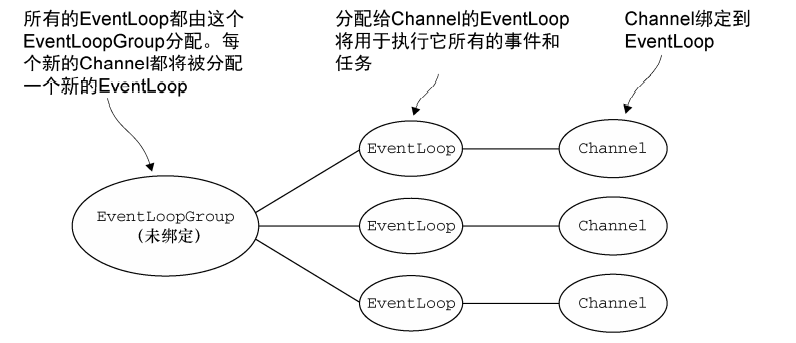 所有的EventLoop都由这个
EventLoopGroup分配。每
个新的Channel都将被分配
一个新的EventLoop
分配给Channel的EventLoop
将用于执行它所有的事件和
任务
Channel绑定到
EventLoop
EventLoopGroup
(未绑定)
EventLoop
Channel
EventLoop
Channel
EventLoop
Channel